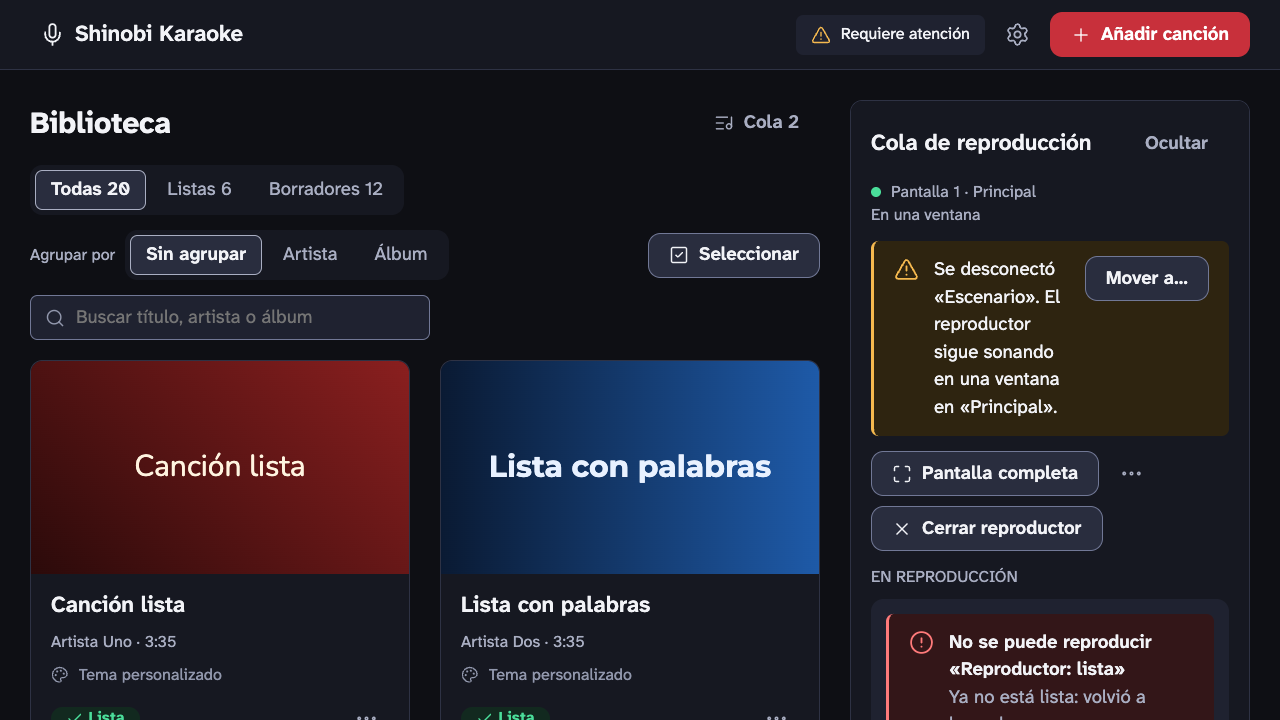 Shinobi Karaoke
Requiere atención
Añadir canción
Biblioteca
Cola 2
Todas 20
Listas 6
Borradores 12
Agrupar por
Sin agrupar
Artista
Álbum
Seleccionar
Buscar título, artista o álbum
Canción lista
Canción lista
Artista Uno · 3:35
Tema personalizado
Lista
Lista con palabras
Lista con palabras
Artista Dos · 3:35
Tema personalizado
Lista
Cola de reproducción
Ocultar
Pantalla 1 · Principal
En una ventana
Se desconectó
«Escenario». El
reproductor
sigue sonando
en una ventana
en «Principal».
Mover a...
Pantalla completa
Cerrar reproductor
EN REPRODUCCIÓN
No se puede reproducir
«Reproductor: lista»
Ya no está lista: volvió a